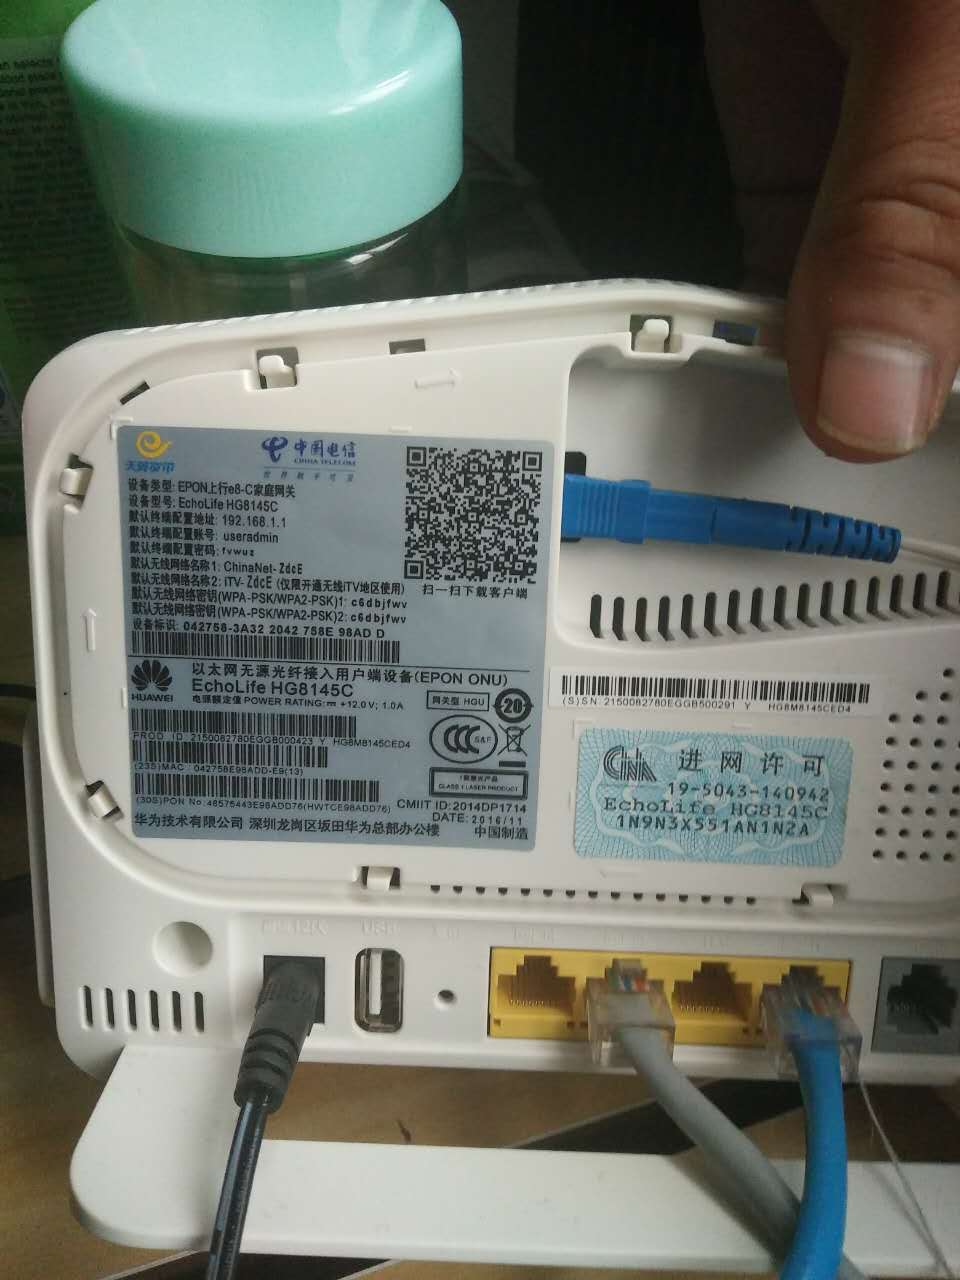 天翼宽带
中国电信
CHINA TELECOM
世界触手可及
设备类型: EPON上行e8-C家庭网关
设备型号: EchoLife HG8145C
默认终端配置地址: 192.168.1.1
默认终端配置账号: useradmin
默认终端配置密码: fvwuz
默认无线网络名称1: ChinaNet-ZdcE
默认无线网络名称2: iTV-ZdcE (仅限开通无线iTV地区使用)
默认无线网络密钥(WPA-PSK/WPA2-PSK)1: c6dbjfwv
默认无线网络密钥(WPA-PSK/WPA2-PSK)2: c6dbjfwv
设备标识: 042758-3A32 2042 758E 98AD D
扫一扫下载客户端
HUAWEI
以太网无源光纤接入用户端设备(EPON ONU)
EchoLife HG8145C
电源额定值 POWER RATING: +12.0V; 1.0A
网关型 HGU
20
CCC S&E
PROD ID: 2150082780EGGB000423 Y HG8M8145CED4
(23S)MAC: 042758E98ADD-E9(13)
1类激光产品
CLASS 1 LASER PRODUCT
(30S)PON No:48575443E98ADD76(HWTCE98ADD76)
CMIIT ID: 2014DP1714
DATE: 2016/11
华为技术有限公司 深圳龙岗区坂田华为总部办公楼 中国制造
(S)SN:2150082780EGGB500291 Y HG8M8145CED4
进网许可
19-5043-140942
EchoLife HG8145C
1N9N3X551AN1N2A
USB